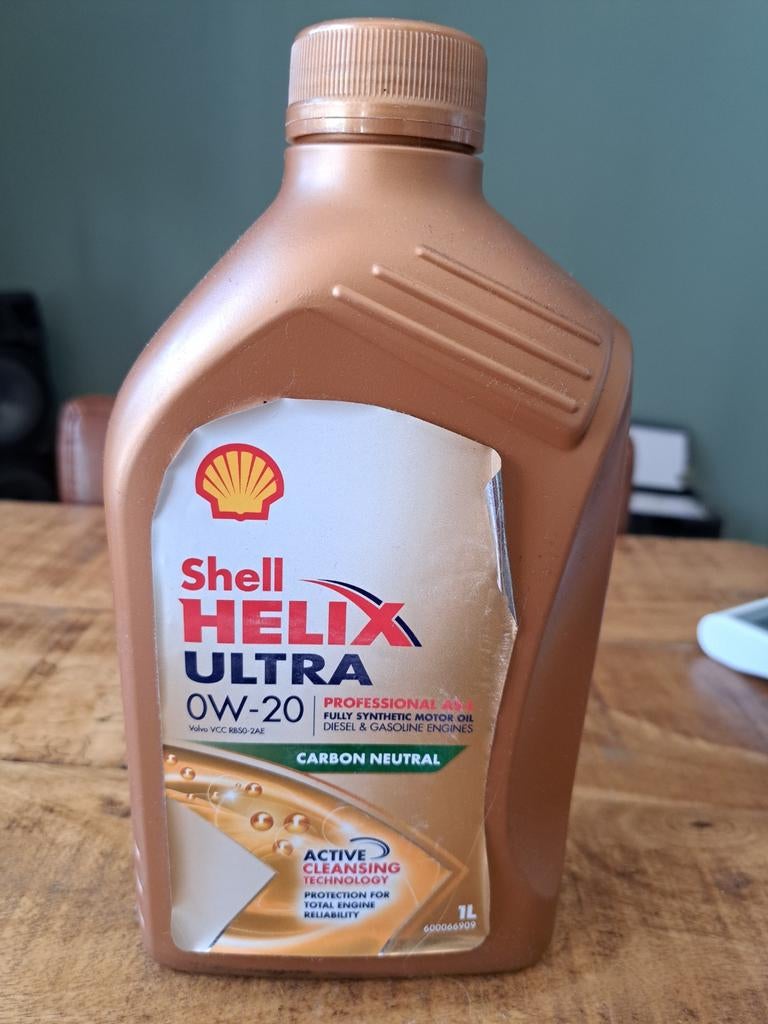 Shell
HELIX
ULTRA
0W-20
Volvo VCC RBS0-2AE
PROFESSIONAL
FULLY SYNTHETIC MOTOR OIL
DIESEL & GASOLINE ENGINES
CARBON NEUTRAL
ACTIVE
CLEANSING
TECHNOLOGY
PROTECTION FOR
TOTAL ENGINE
RELIABILITY
1L
600066909